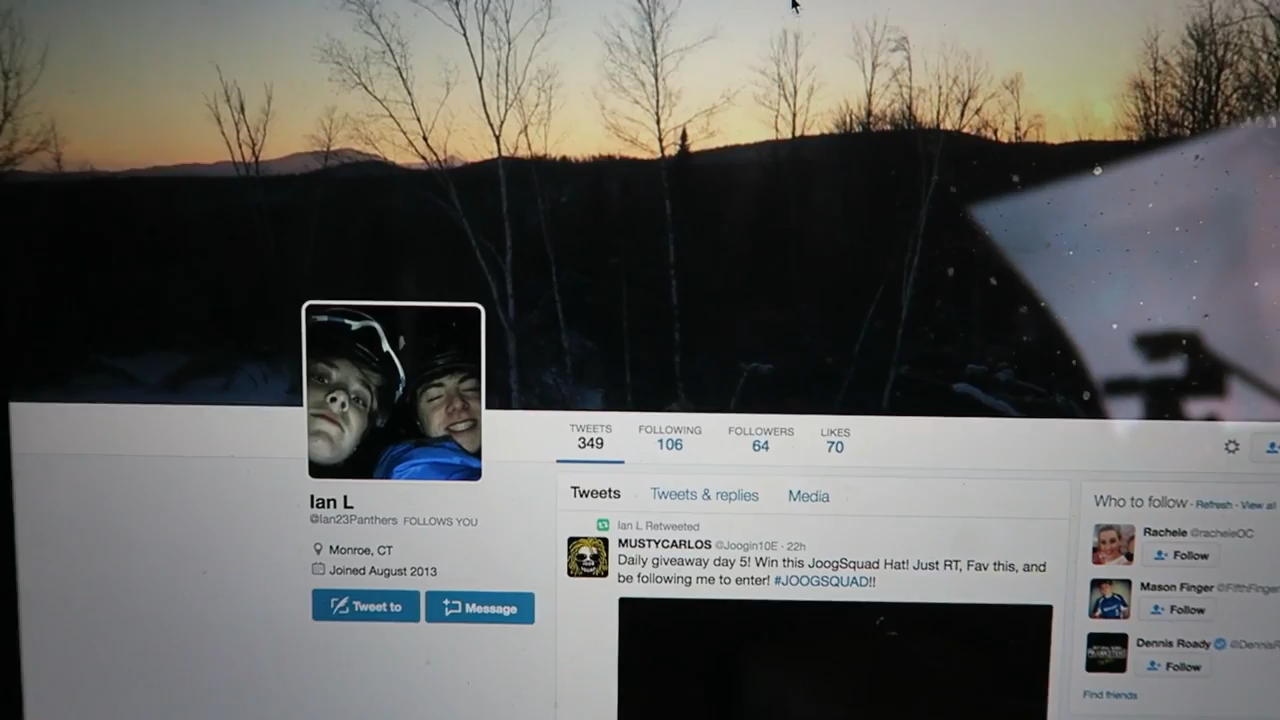 TWEETS FOLLOWING FOLLOWERS LIKES
349 106 64 70
Ian L
@Ian23Panthers FOLLOWS YOU
Monroe, CT
Joined August 2013
Tweet to Message
Tweets Tweets & replies Media
Ian L Retweeted
MUSTYCARLOS @Joogin10E · 22h
Daily giveaway day 5! Win this JoogSquad Hat! Just RT, Fav this, and
be following me to enter! #JOOGSQUAD!!
Who to follow · Refresh · View all
Rachele @racheleOC
Follow
Mason Finger @FifthFinge
Follow
Dennis Roady @DennisR
Follow
Find friends